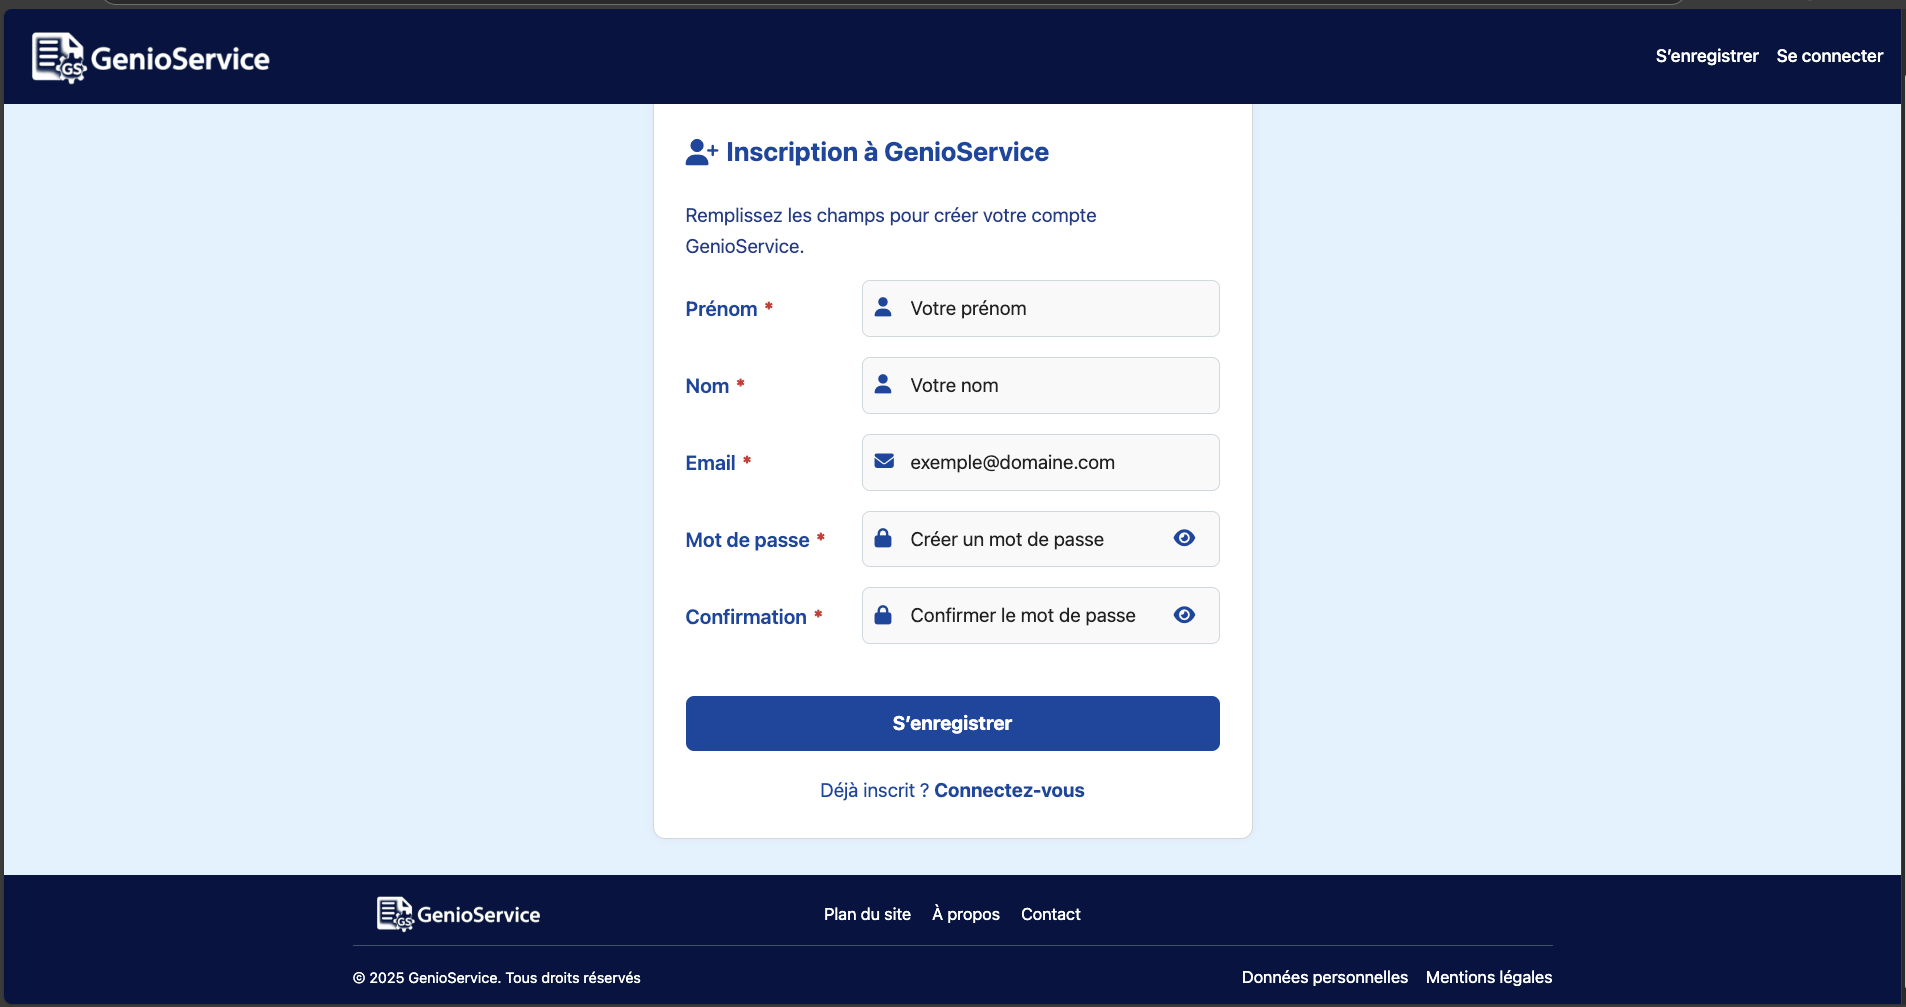 GS GenioService
S’enregistrer Se connecter
Inscription à GenioService
Remplissez les champs pour créer votre compte
GenioService.
Prénom * Votre prénom
Nom * Votre nom
Email * exemple@domaine.com
Mot de passe * Créer un mot de passe
Confirmation * Confirmer le mot de passe
S’enregistrer
Déjà inscrit ? Connectez-vous
GS GenioService
Plan du site À propos Contact
© 2025 GenioService. Tous droits réservés
Données personnelles Mentions légales